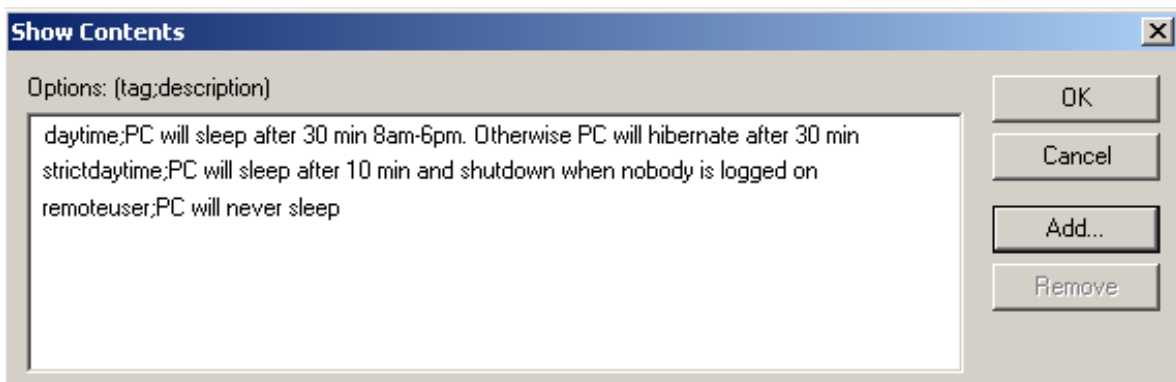 Show Contents
Options: (tag;description)
daytime;PC will sleep after 30 min 8am-6pm. Otherwise PC will hibernate after 30 min
strictdaytime;PC will sleep after 10 min and shutdown when nobody is logged on
remoteuser;PC will never sleep
OK
Cancel
Add...
Remove